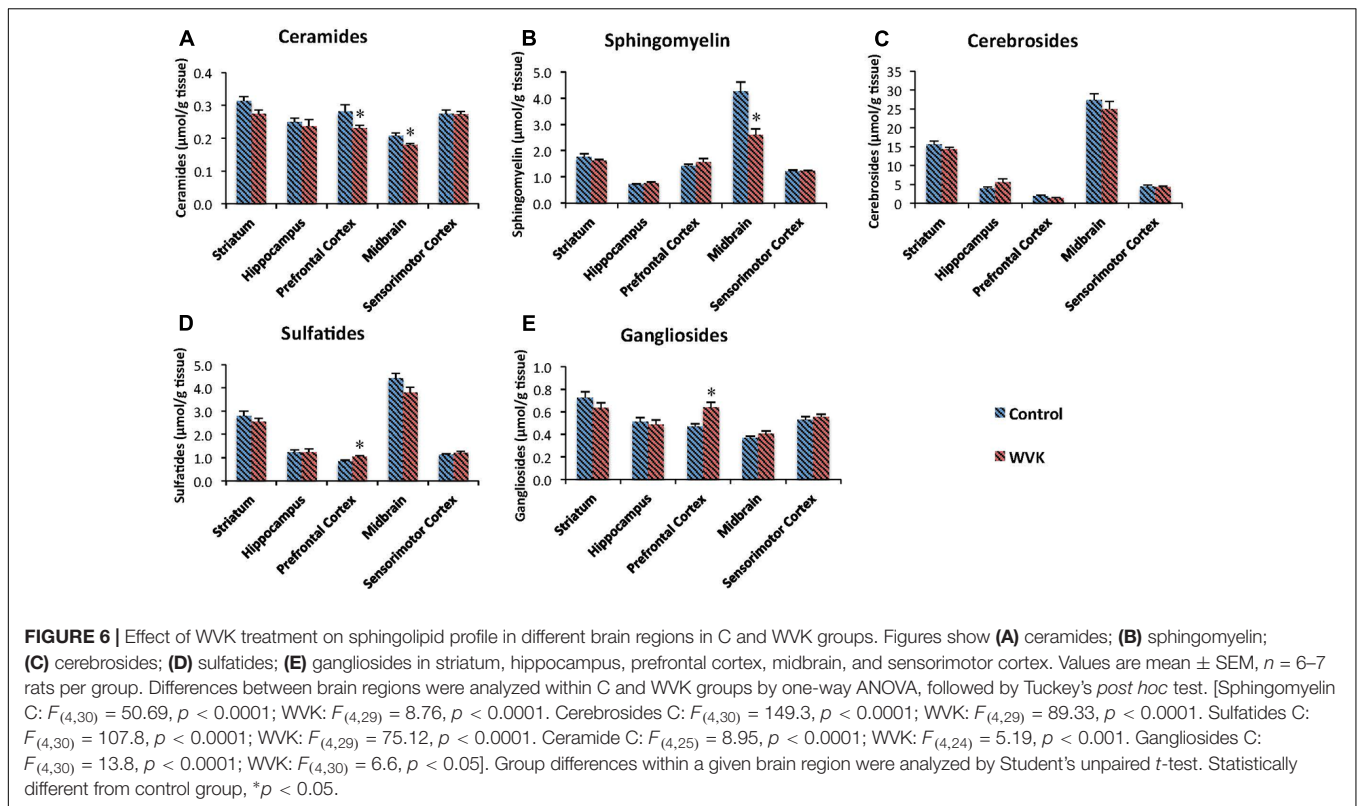 A
Ceramides
Ceramides (μmol/g tissue)
0.4
0.3
0.2
0.1
0.0
*
*
Striatum
Hippocampus
Prefrontal Cortex
Midbrain
Sensorimotor Cortex
B
Sphingomyelin
Sphingomyelin (μmol/g tissue)
5.0
4.0
3.0
2.0
1.0
0.0
*
Striatum
Hippocampus
Prefrontal Cortex
Midbrain
Sensorimotor Cortex
C
Cerebrosides
Cerebrosides (μmol/g tissue)
35
30
25
20
15
10
5
0
Striatum
Hippocampus
Prefrontal Cortex
Midbrain
Sensorimotor Cortex
D
Sulfatides
Sulfatides (μmol/g tissue)
5.0
4.0
3.0
2.0
1.0
0.0
*
Striatum
Hippocampus
Prefrontal Cortex
Midbrain
Sensorimotor Cortex
E
Gangliosides
Gangliosides (μmol/g tissue)
1.0
0.8
0.6
0.4
0.2
0.0
*
Striatum
Hippocampus
Prefrontal Cortex
Midbrain
Sensorimotor Cortex
Control
WVK
FIGURE 6 | Effect of WVK treatment on sphingolipid profile in different brain regions in C and WVK groups. Figures show (A) ceramides; (B) sphingomyelin;
(C) cerebrosides; (D) sulfatides; (E) gangliosides in striatum, hippocampus, prefrontal cortex, midbrain, and sensorimotor cortex. Values are mean ± SEM, n = 6–7
rats per group. Differences between brain regions were analyzed within C and WVK groups by one-way ANOVA, followed by Tuckey's post hoc test. [Sphingomyelin
C: F(4,30) = 50.69, p < 0.0001; WVK: F(4,29) = 8.76, p < 0.0001. Cerebrosides C: F(4,30) = 149.3, p < 0.0001; WVK: F(4,29) = 89.33, p < 0.0001. Sulfatides C:
F(4,30) = 107.8, p < 0.0001; WVK: F(4,29) = 75.12, p < 0.0001. Ceramide C: F(4,25) = 8.95, p < 0.0001; WVK: F(4,24) = 5.19, p < 0.001. Gangliosides C:
F(4,30) = 13.8, p < 0.0001; WVK: F(4,30) = 6.6, p < 0.05]. Group differences within a given brain region were analyzed by Student's unpaired t-test. Statistically
different from control group, *p < 0.05.